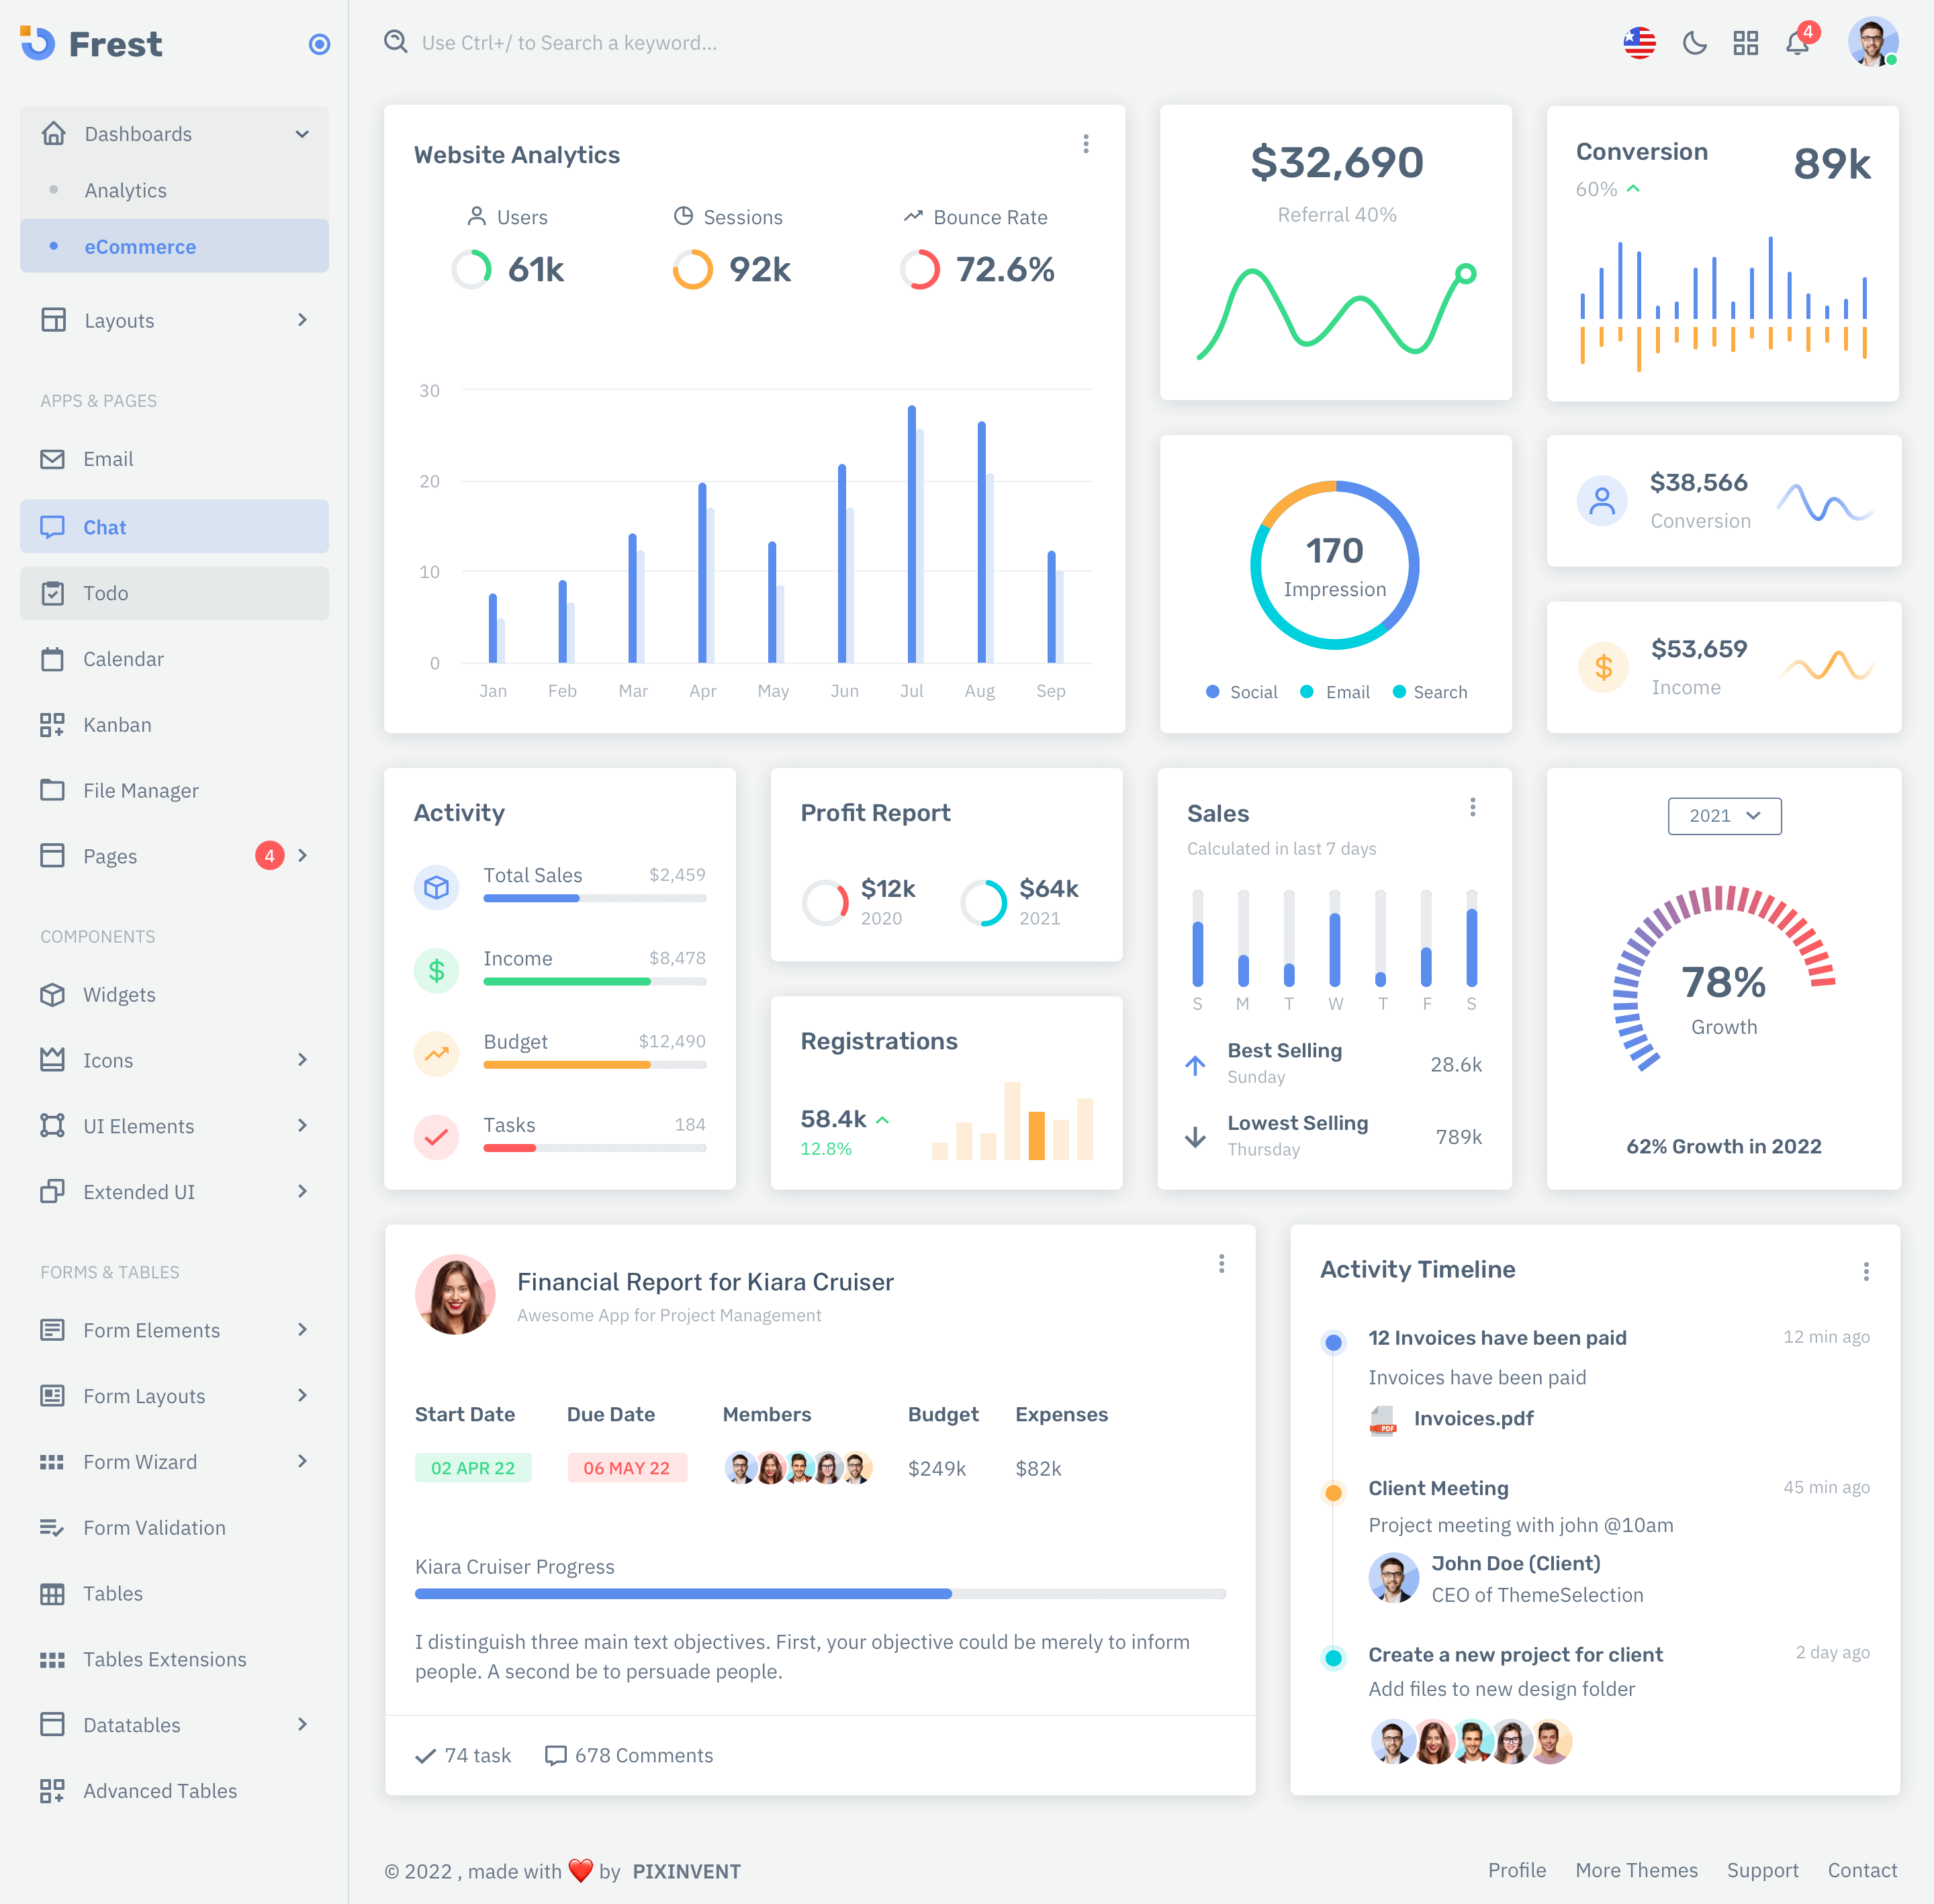 Frest
Dashboards
Analytics
eCommerce
Layouts
APPS & PAGES
Email
Chat
Todo
Calendar
Kanban
File Manager
Pages 4
COMPONENTS
Widgets
Icons
UI Elements
Extended UI
FORMS & TABLES
Form Elements
Form Layouts
Form Wizard
Form Validation
Tables
Tables Extensions
Datatables
Advanced Tables
Use Ctrl+/ to Search a keyword...
4
Website Analytics
Users Sessions Bounce Rate
61k 92k 72.6%
30
20
10
0
Jan Feb Mar Apr May Jun Jul Aug Sep
$32,690
Referral 40%
Conversion
60%
89k
170
Impression
Social Email Search
$38,566
Conversion
$53,659
Income
Activity
Total Sales $2,459
Income $8,478
Budget $12,490
Tasks 184
Profit Report
$12k $64k
2020 2021
Registrations
58.4k
12.8%
Sales
Calculated in last 7 days
S M T W T F S
Best Selling
Sunday
28.6k
Lowest Selling
Thursday
789k
2021
78%
Growth
62% Growth in 2022
Financial Report for Kiara Cruiser
Awesome App for Project Management
Start Date Due Date Members Budget Expenses
02 APR 22 06 MAY 22 $249k $82k
Kiara Cruiser Progress
I distinguish three main text objectives. First, your objective could be merely to inform
people. A second be to persuade people.
74 task 678 Comments
Activity Timeline
12 Invoices have been paid 12 min ago
Invoices have been paid
PDF Invoices.pdf
Client Meeting 45 min ago
Project meeting with john @10am
John Doe (Client)
CEO of ThemeSelection
Create a new project for client 2 day ago
Add files to new design folder
© 2022 , made with ❤️ by PIXINVENT
Profile More Themes Support Contact